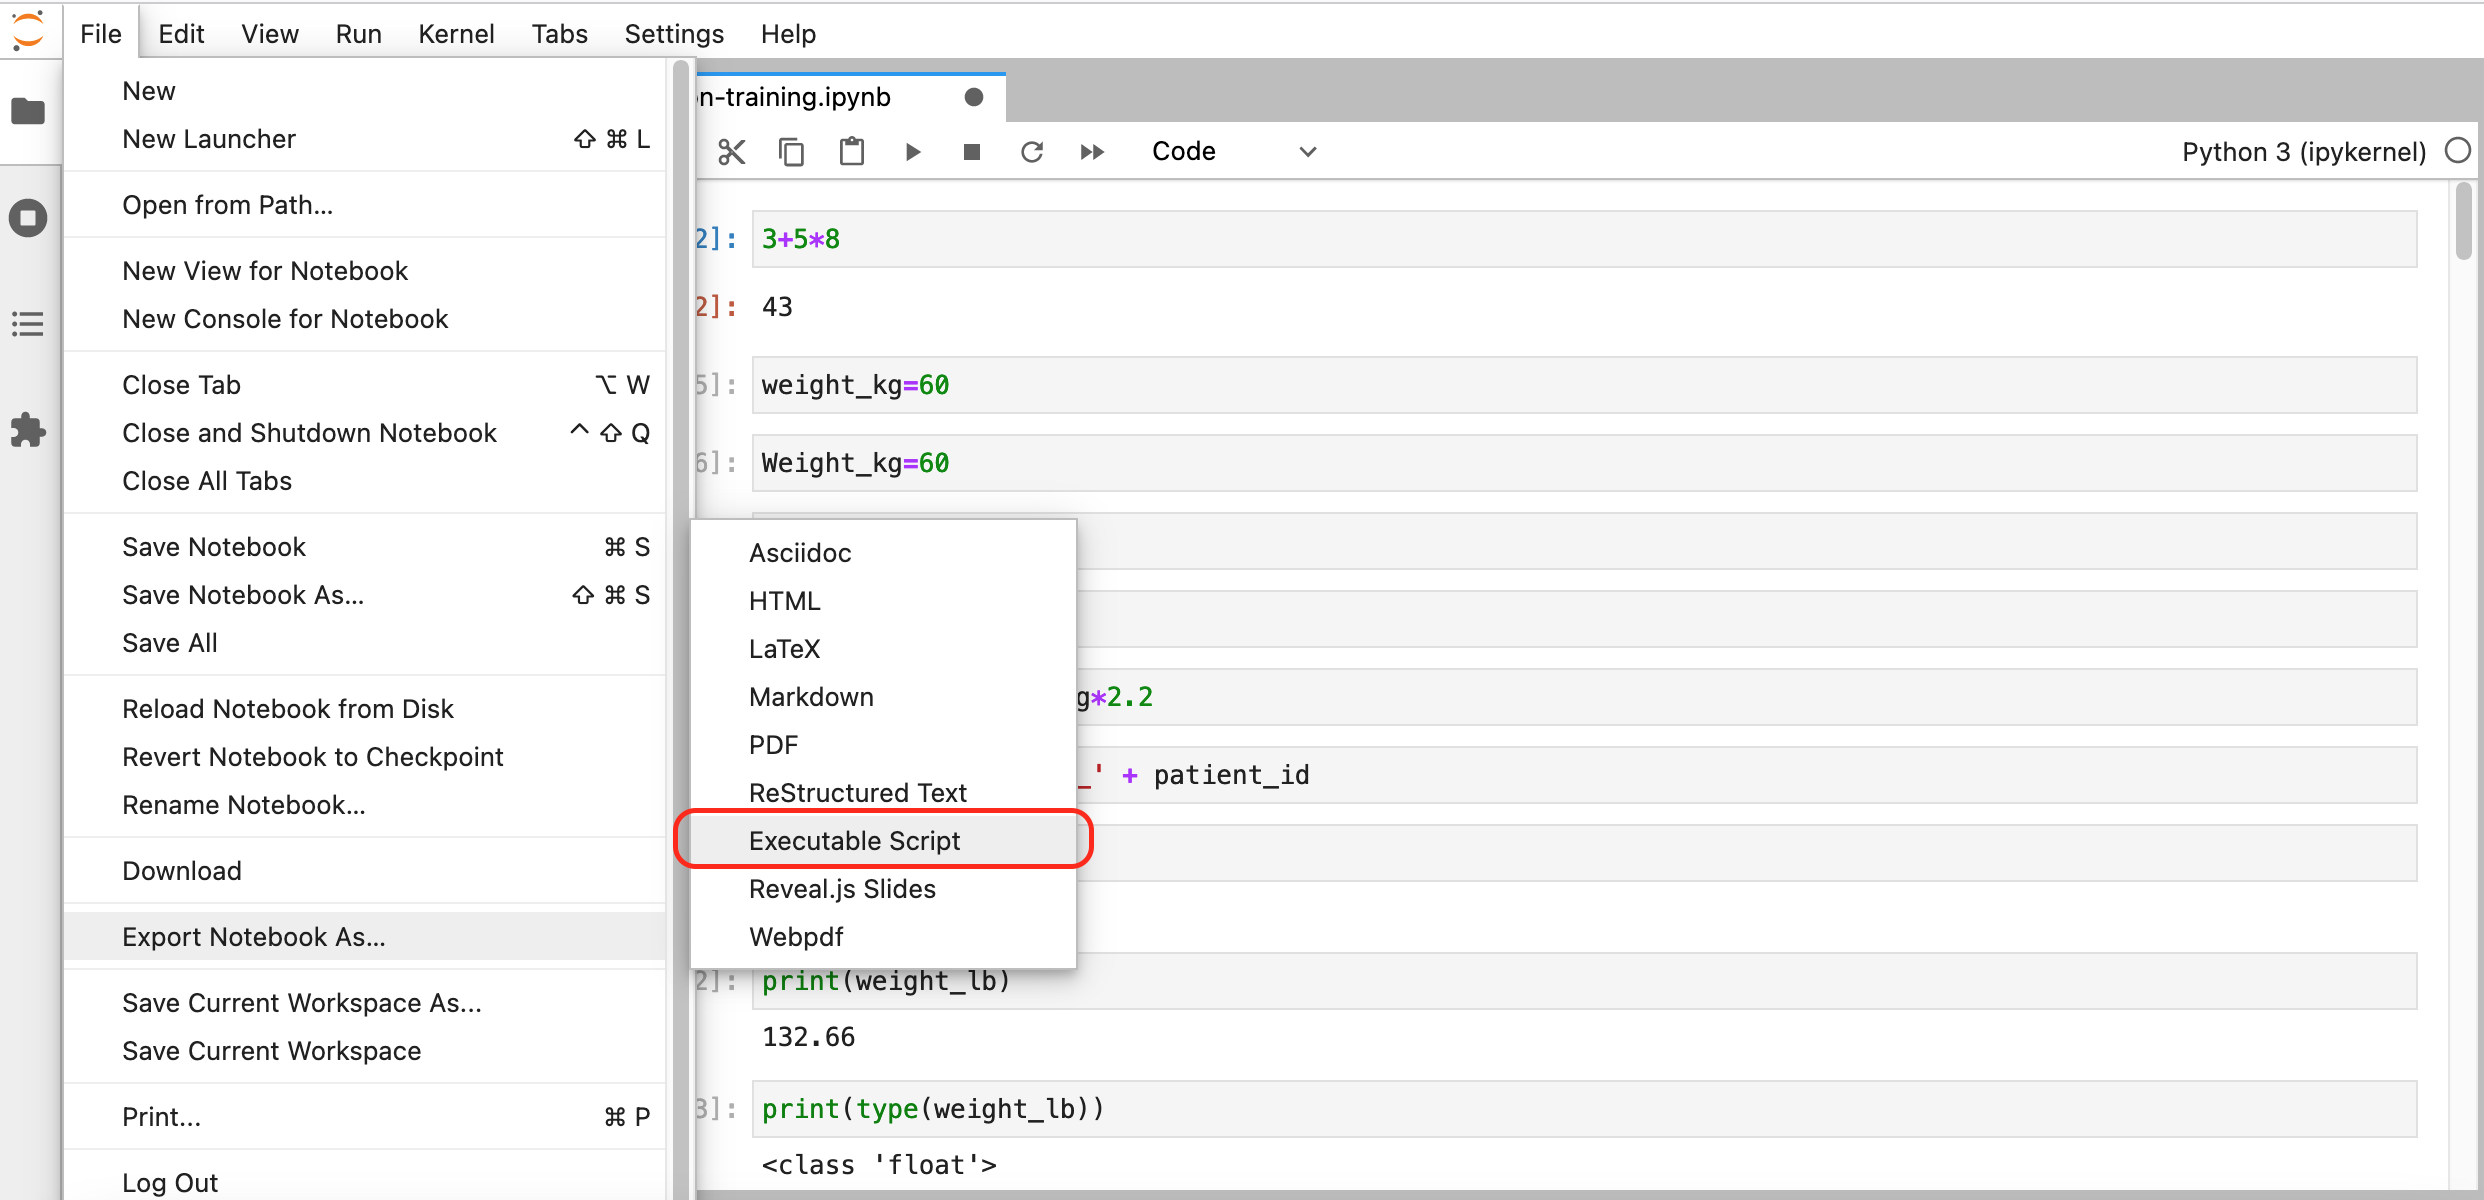 File Edit View Run Kernel Tabs Settings Help
New
New Launcher ⇧ ⌘ L
Open from Path...
New View for Notebook
New Console for Notebook
Close Tab ⌥ W
Close and Shutdown Notebook ^ ⇧ Q
Close All Tabs
Save Notebook ⌘ S
Save Notebook As... ⇧ ⌘ S
Save All
Reload Notebook from Disk
Revert Notebook to Checkpoint
Rename Notebook...
Download
Export Notebook As...
Save Current Workspace As...
Save Current Workspace
Print... ⌘ P
Log Out
Asciidoc
HTML
LaTeX
Markdown
PDF
ReStructured Text
Executable Script
Reveal.js Slides
Webpdf
on-training.ipynb
Code
Python 3 (ipykernel)
2]: 3+5*8
2]: 43
5]: weight_kg=60
6]: Weight_kg=60
g*2.2
_' + patient_id
2]: print(weight_lb)
132.66
3]: print(type(weight_lb))
<class 'float'>